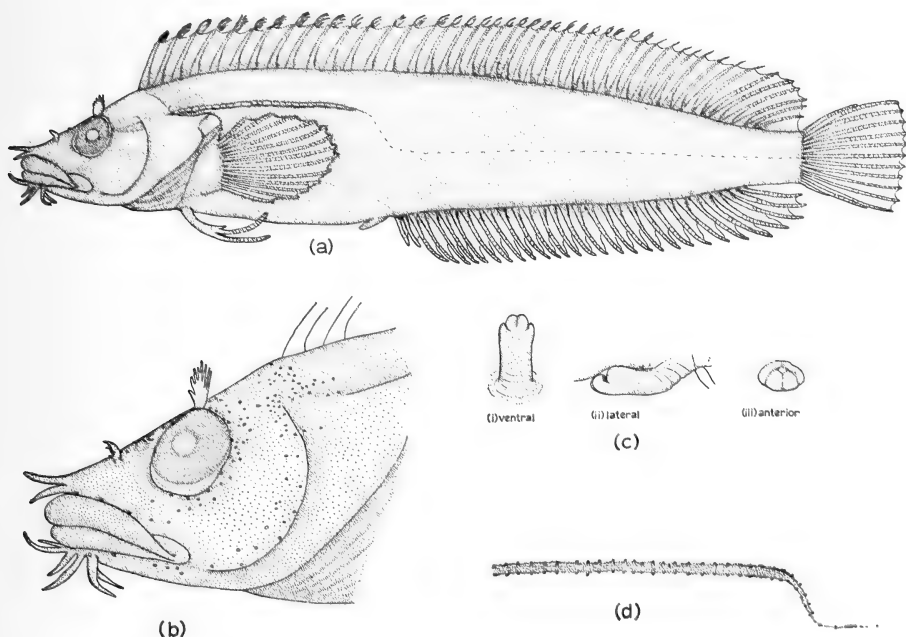 (a)
(i)ventral
(ii)lateral
(iii)anterior
(c)
(d)
(b)